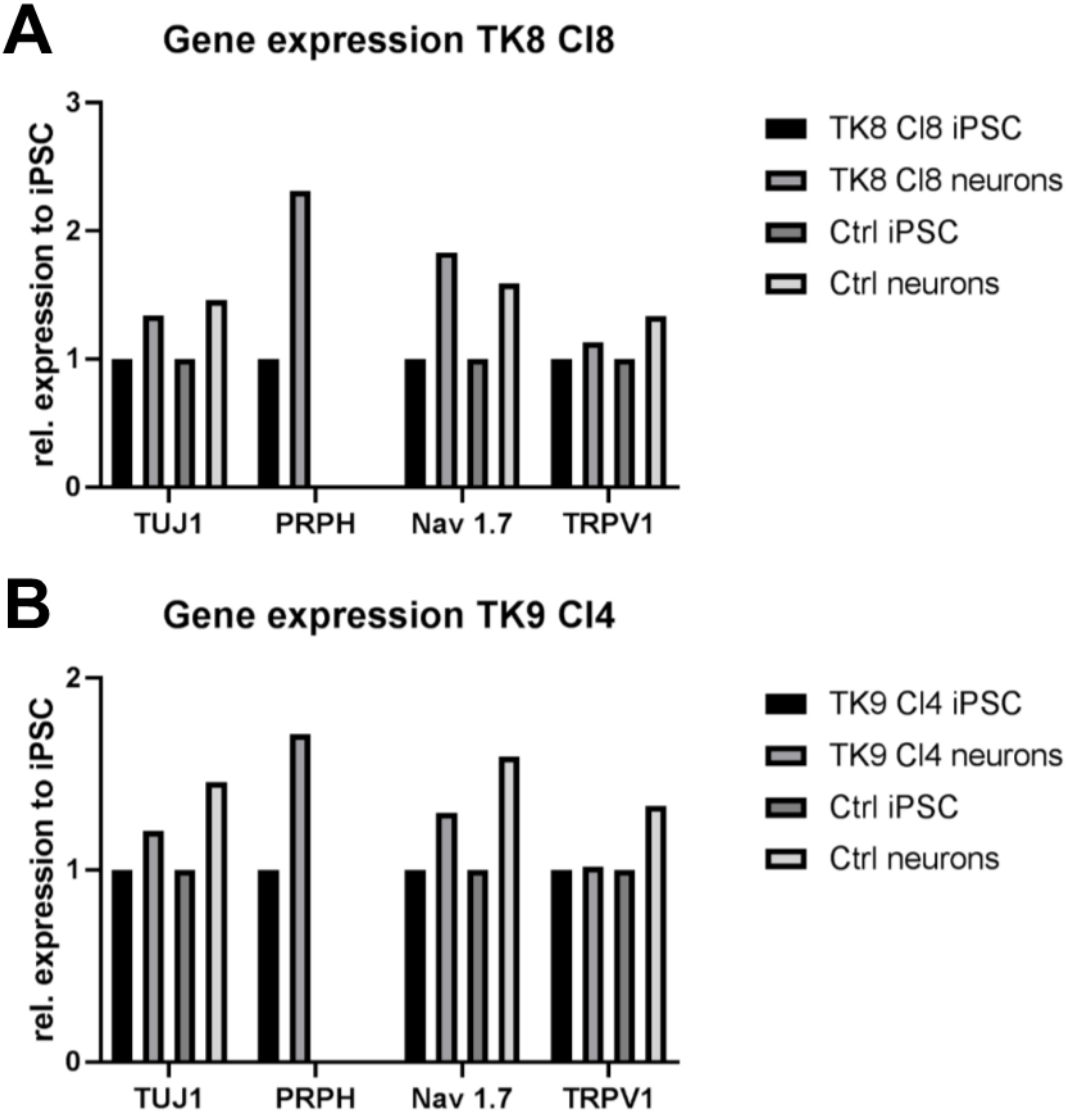 A
Gene expression TK8 Cl8
rel. expression to iPSC
3
2
1
0
TUJ1 PRPH Nav 1.7 TRPV1
TK8 Cl8 iPSC
TK8 Cl8 neurons
Ctrl iPSC
Ctrl neurons
B
Gene expression TK9 Cl4
rel. expression to iPSC
2
1
0
TUJ1 PRPH Nav 1.7 TRPV1
TK9 Cl4 iPSC
TK9 Cl4 neurons
Ctrl iPSC
Ctrl neurons